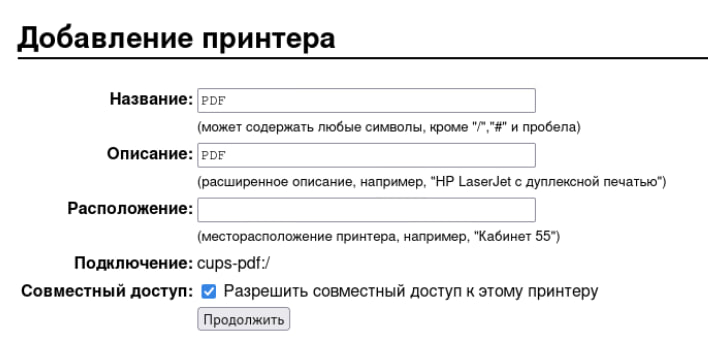 Добавление принтера
Название: PDF
(может содержать любые символы, кроме "/","#" и пробела)
Описание: PDF
(расширенное описание, например, "HP LaserJet с дуплексной печатью")
Расположение:
(месторасположение принтера, например, "Кабинет 55")
Подключение: cups-pdf:/
Совместный доступ: Разрешить совместный доступ к этому принтеру
Продолжить